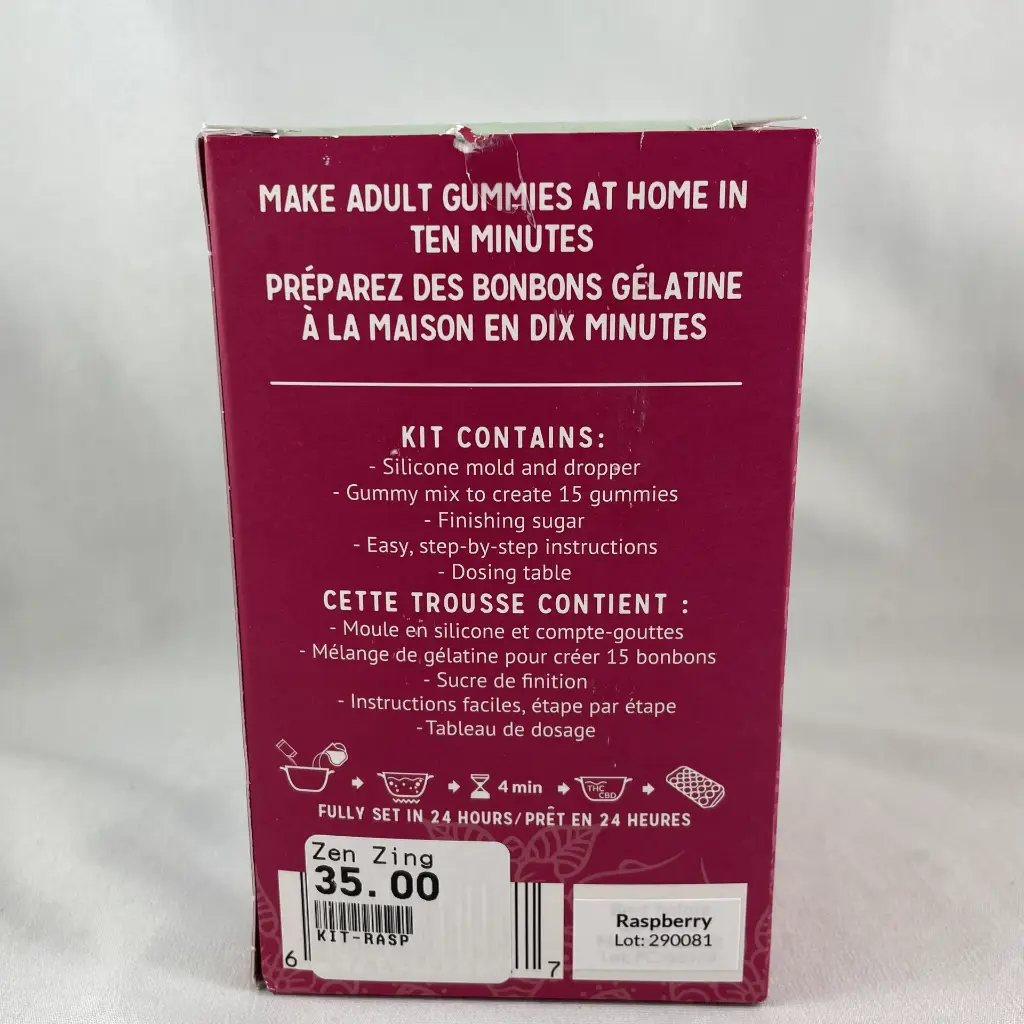 MAKE ADULT GUMMIES AT HOME IN
TEN MINUTES
PRÉPAREZ DES BONBONS GÉLATINE
À LA MAISON EN DIX MINUTES
KIT CONTAINS:
- Silicone mold and dropper
- Gummy mix to create 15 gummies
- Finishing sugar
- Easy, step-by-step instructions
- Dosing table
CETTE TROUSSE CONTIENT :
- Moule en silicone et compte-gouttes
- Mélange de gélatine pour créer 15 bonbons
- Sucre de finition
- Instructions faciles, étape par étape
- Tableau de dosage
4 min
THC
CBD
FULLY SET IN 24 HOURS/PRÊT EN 24 HEURES
Zen Zing
35.00
KIT-RASP
6 7
Raspberry
Lot: 290081